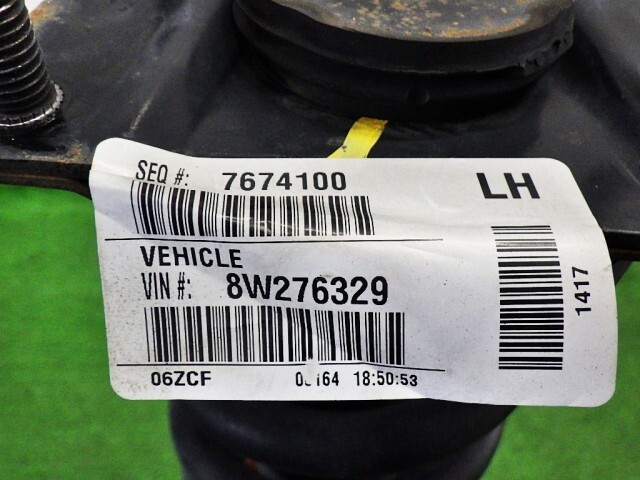 SEQ #: 7674100
LH
VEHICLE
VIN #: 8W276329
1417
06ZCF 18:50:53